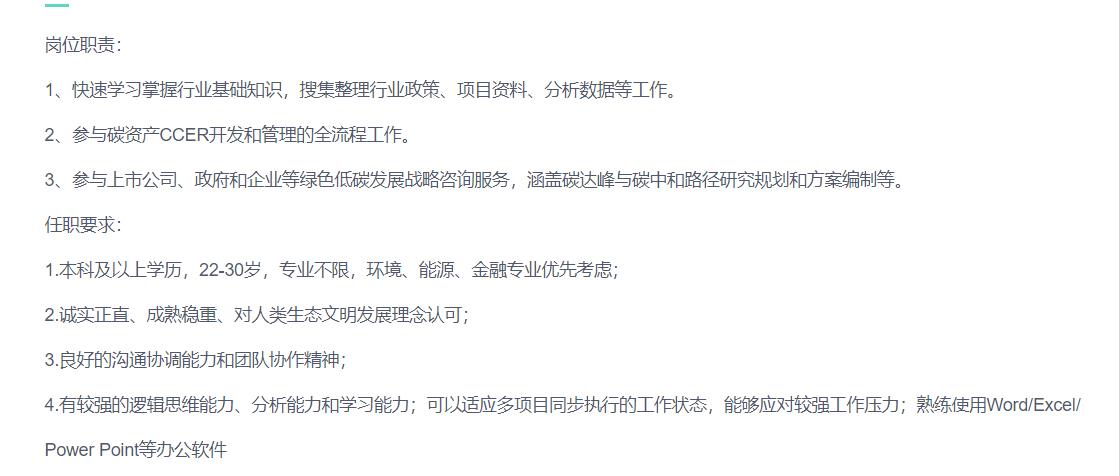 岗位职责：
1、快速学习掌握行业基础知识，搜集整理行业政策、项目资料、分析数据等工作。
2、参与碳资产CCER开发和管理的全流程工作。
3、参与上市公司、政府和企业等绿色低碳发展战略咨询服务，涵盖碳达峰与碳中和路径研究规划和方案编制等。
任职要求：
1.本科及以上学历，22-30岁，专业不限，环境、能源、金融专业优先考虑；
2.诚实正直、成熟稳重、对人类生态文明发展理念认可；
3.良好的沟通协调能力和团队协作精神；
4.有较强的逻辑思维能力、分析能力和学习能力；可以适应多项目同步执行的工作状态，能够应对较强工作压力；熟练使用Word/Excel/
Power Point等办公软件